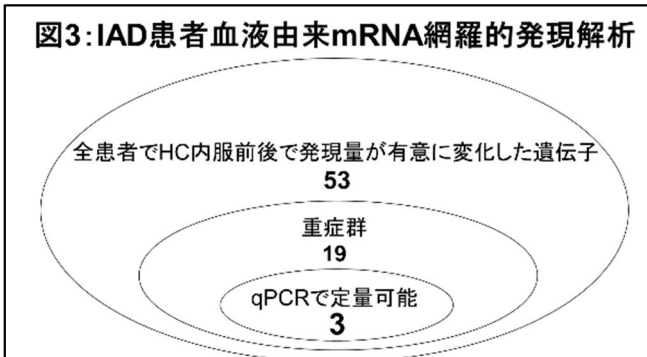 図3:IAD患者血液由来mRNA網羅的発現解析
全患者でHC内服前後で発現量が有意に変化した遺伝子
53
重症群
19
qPCRで定量可能
3